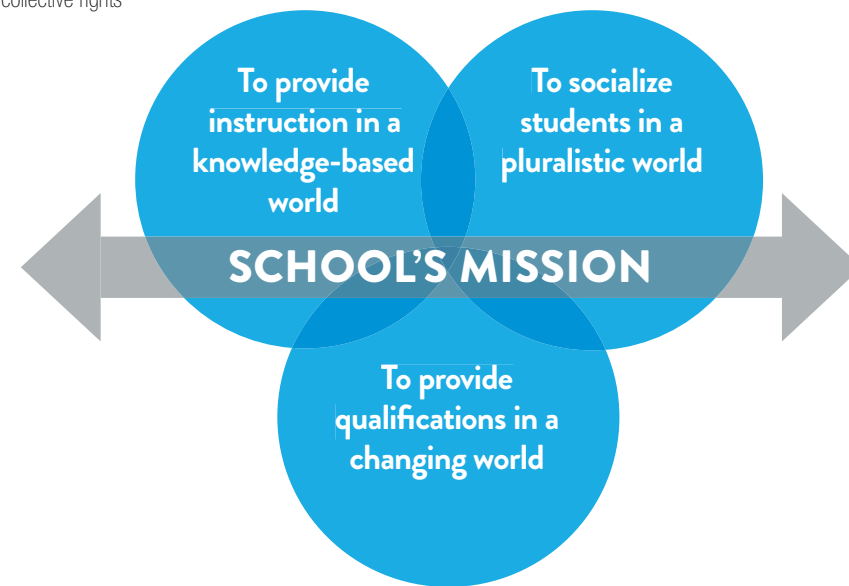 collective rights
To provide
instruction in a
knowledge-based
world
To socialize
students in a
pluralistic world
SCHOOL'S MISSION
To provide
qualifications in a
changing world